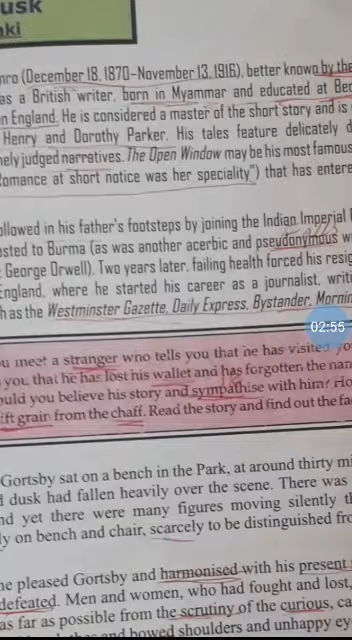 usk
aki
nro (December 18, 1870–November 13, 1916), better known by the
as a British writer, born in Myammar and educated at Bed
n England. He is considered a master of the short story and is
Henry and Dorothy Parker. His tales feature delicately d
nely judged narratives. The Open Window may be his most famous
Romance at short notice was her speciality") that has entere
ollowed in his father's footsteps by joining the Indian Imperial
osted to Burma (as was another acerbic and pseudonymous w
George Orwell). Two years later, failing health forced his resig
England, where he started his career as a journalist, writi
h as the Westminster Gazette, Daily Express, Bystander, Mornin
02:55
ou meet a stranger who tells you that he has visited yo
you that he has lost his wallet and has forgotten the nan
ould you believe his story and sympathise with him? Ho
ift grain from the chaff. Read the story and find out the fa
Gortsby sat on a bench in the Park, at around thirty mi
d dusk had fallen heavily over the scene. There was
nd yet there were many figures moving silently t
ly on bench and chair, scarcely to be distinguished fro
ne pleased Gortsby and harmonised with his present
defeated. Men and women, who had fought and lost,
as far as possible from the scrutiny of the curious, ca
and bowed shoulders and unhappy ey